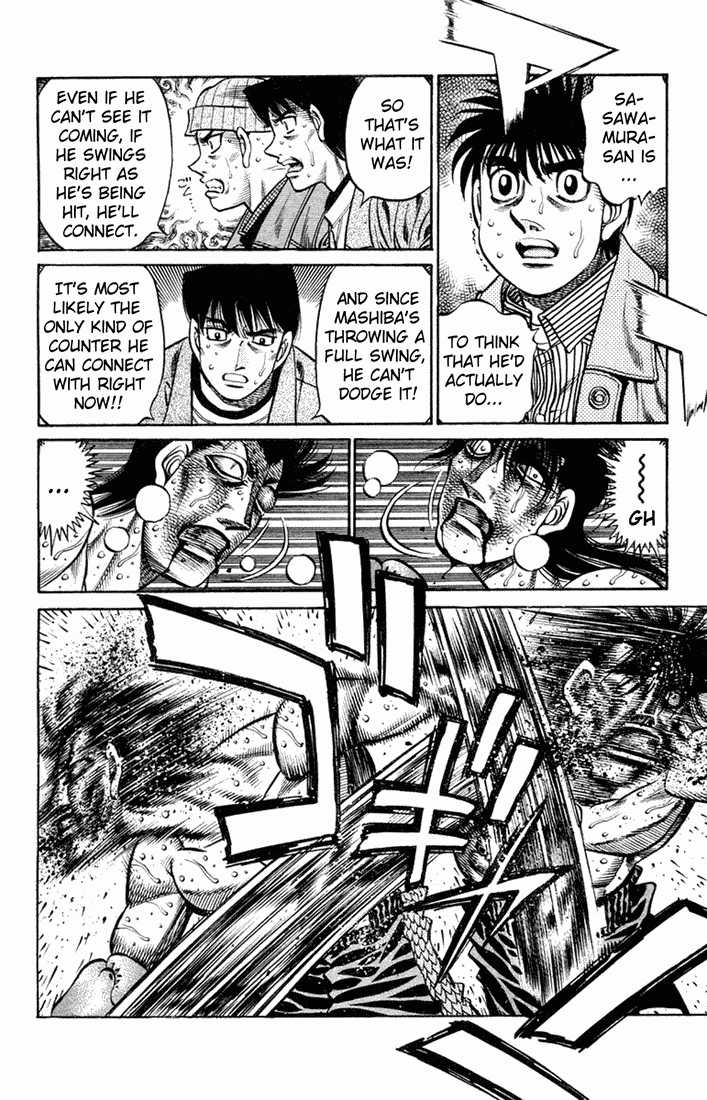 SA-
SAWA-
MURA-
SAN IS
...
TO THINK
THAT HE'D
ACTUALLY
DO...
SO
THAT'S
WHAT IT
WAS!
EVEN IF HE
CAN'T SEE IT
COMING, IF
HE SWINGS
RIGHT AS
HE'S BEING
HIT, HE'LL
CONNECT.
AND SINCE
MASHIBA'S
THROWING A
FULL SWING,
HE CAN'T
DODGE IT!
IT'S MOST
LIKELY THE
ONLY KIND OF
COUNTER HE
CAN CONNECT
WITH RIGHT
NOW!!
GH
...
ゴッ
ギャッ